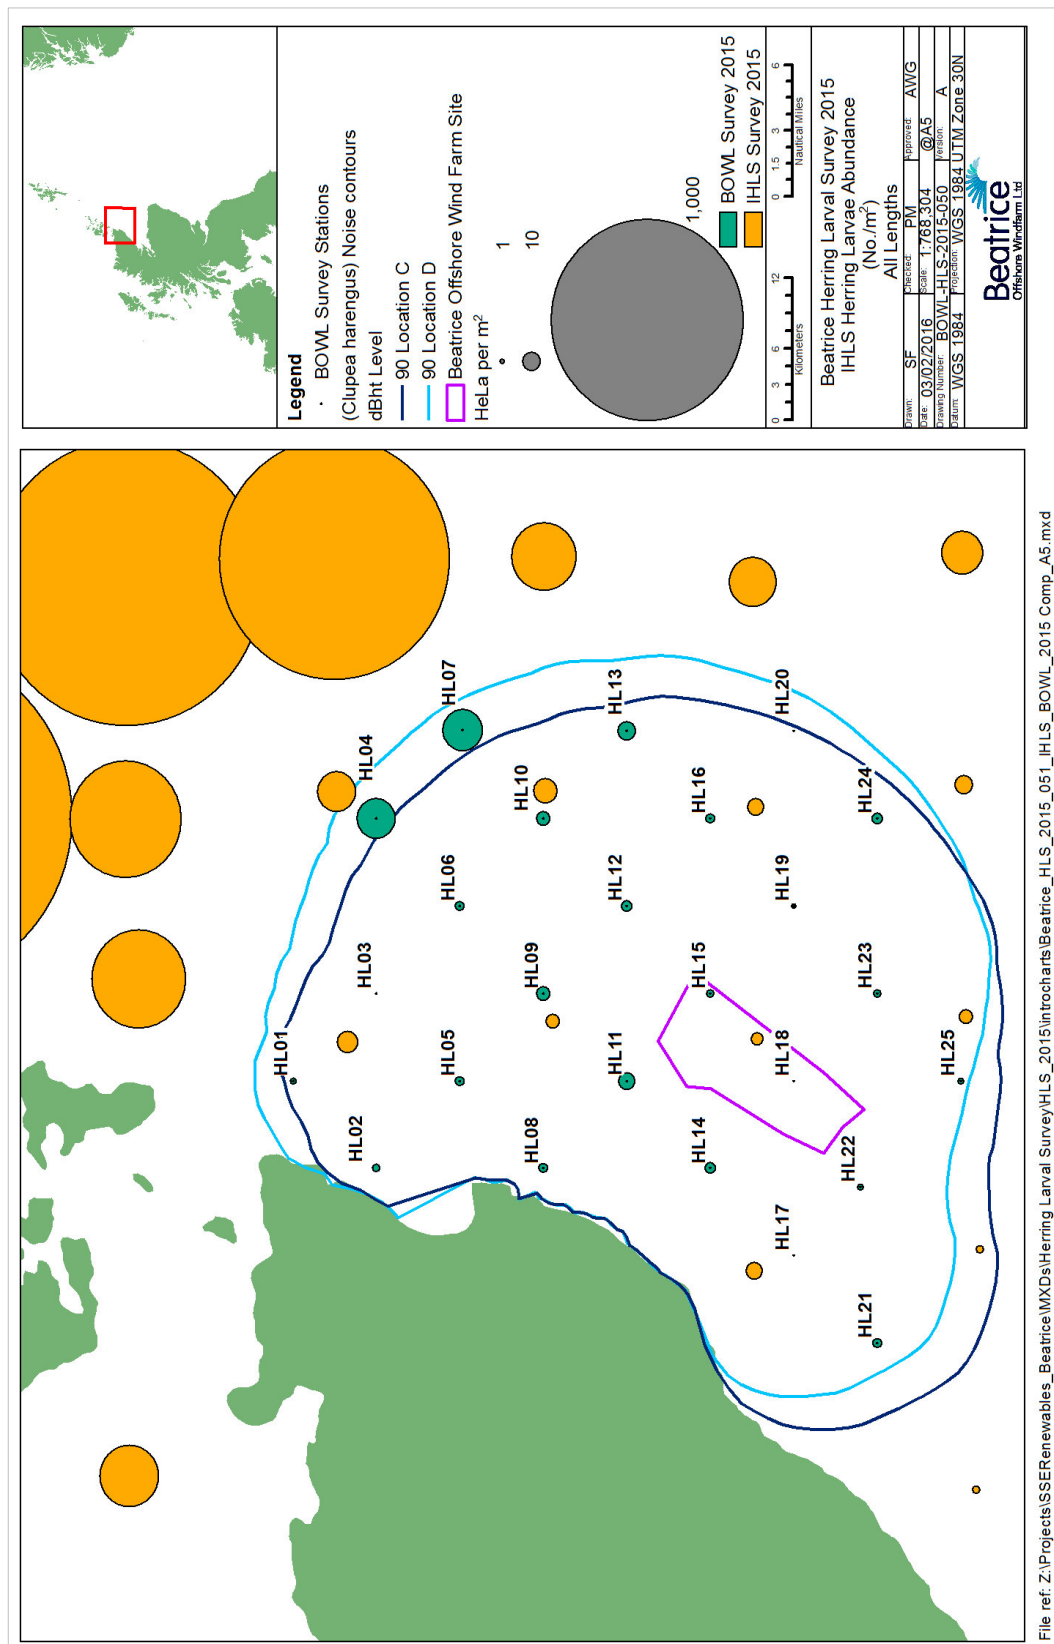 HL01
HL02
HL03
HL04
HL05
HL06
HL07
HL08
HL09
HL10
HL11
HL12
HL13
HL14
HL15
HL16
HL17
HL18
HL19
HL20
HL21
HL22
HL23
HL24
HL25
Legend
BOWL Survey Stations
(Clupea harengus) Noise contours
dBht Level
90 Location C
90 Location D
Beatrice Offshore Wind Farm Site
HeLa per m²
1
10
1,000
BOWL Survey 2015
IHLS Survey 2015
0 3 6 12
Kilometers
0 1.5 3 6
Nautical Miles
Beatrice Herring Larval Survey 2015
IHLS Herring Larvae Abundance
(No./m²)
All Lengths
Drawn: SF Checked: PM Approved: AWG
Date: 03/02/2016 Scale: 1:768,304 @A5
Drawing Number: BOWL-HLS-2015-050 Version: A
Datum: WGS 1984 Projection: WGS 1984 UTM Zone 30N
Beatrice
Offshore Windfarm Ltd
File ref: Z:\Projects\SSERenewables_Beatrice\MXDs\Herring Larval Survey\HLS_2015\introcharts\Beatrice_HLS_2015_051_IHLS_BOWL_2015 Comp_A5.mxd